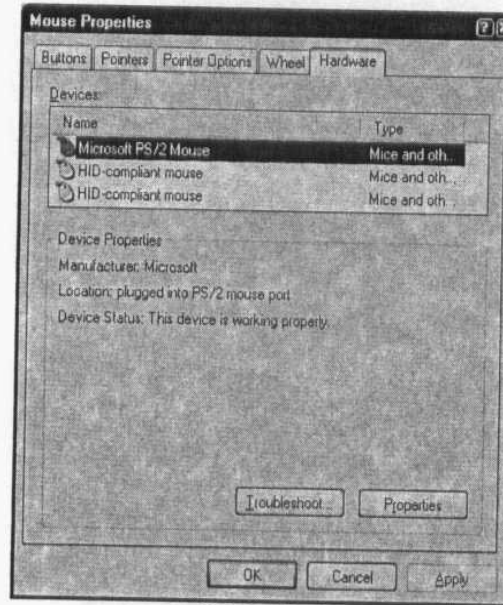 Mouse Properties
Buttons Pointers Pointer Options Wheel Hardware
Devices:
Name Type
Microsoft PS/2 Mouse Mice and oth...
HID-compliant mouse Mice and oth...
HID-compliant mouse Mice and oth...
Device Properties
Manufacturer: Microsoft
Location: plugged into PS/2 mouse port
Device Status: This device is working properly.
Troubleshoot... Properties
OK Cancel Apply